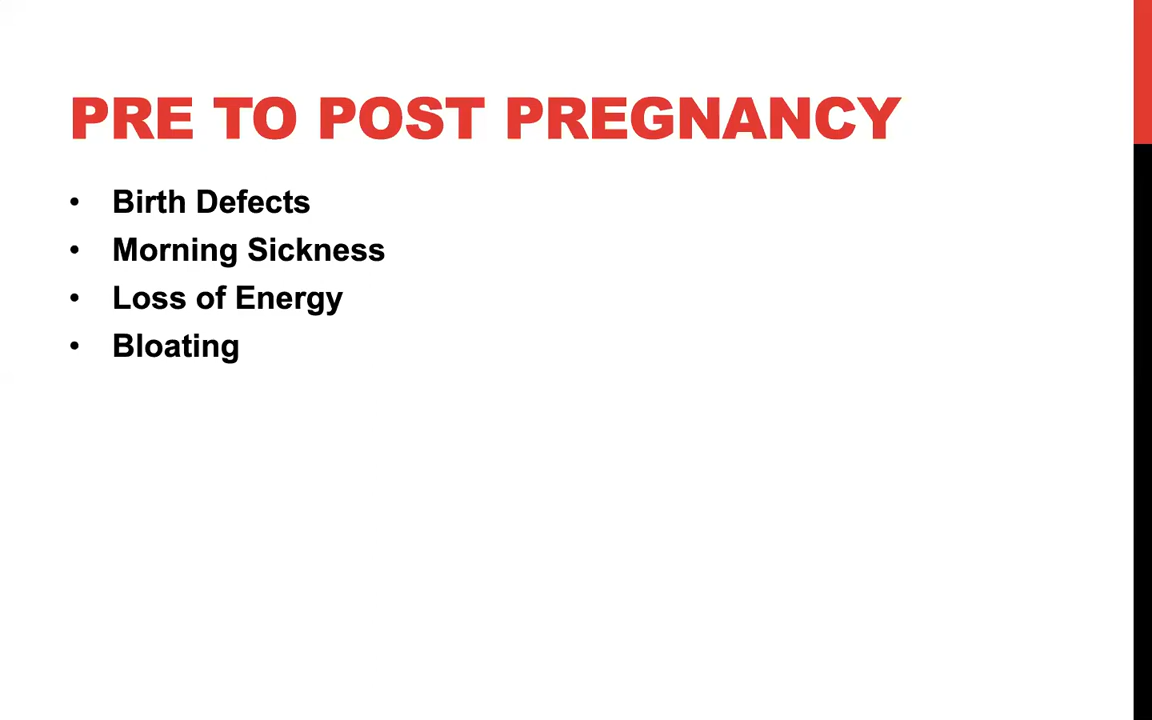 PRE TO POST PREGNANCY
• Birth Defects
• Morning Sickness
• Loss of Energy
• Bloating